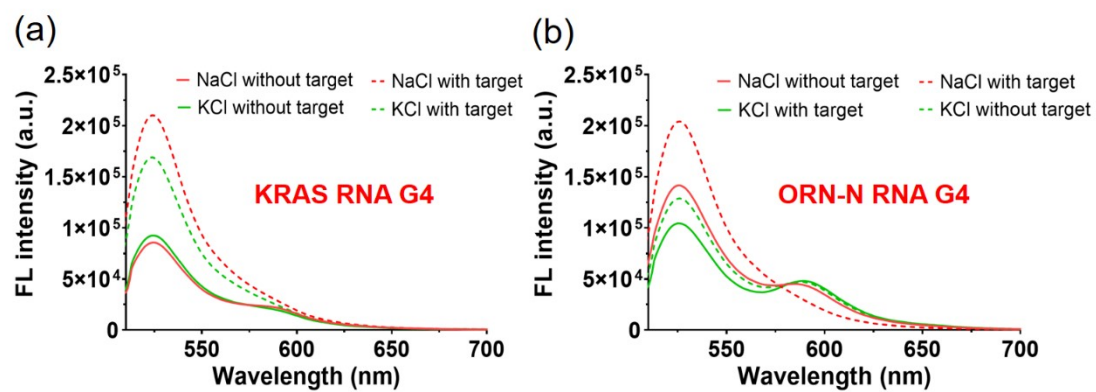 (a)
NaCl without target NaCl with target
KCl without target KCl with target
KRAS RNA G4
FL intensity (a.u.)
2.5×10⁵
2×10⁵
1.5×10⁵
1×10⁵
5×10⁴
0
550 600 650 700
Wavelength (nm)
(b)
NaCl without target NaCl with target
KCl with target KCl without target
ORN-N RNA G4
FL intensity (a.u.)
2.5×10⁵
2×10⁵
1.5×10⁵
1×10⁵
5×10⁴
0
550 600 650 700
Wavelength (nm)